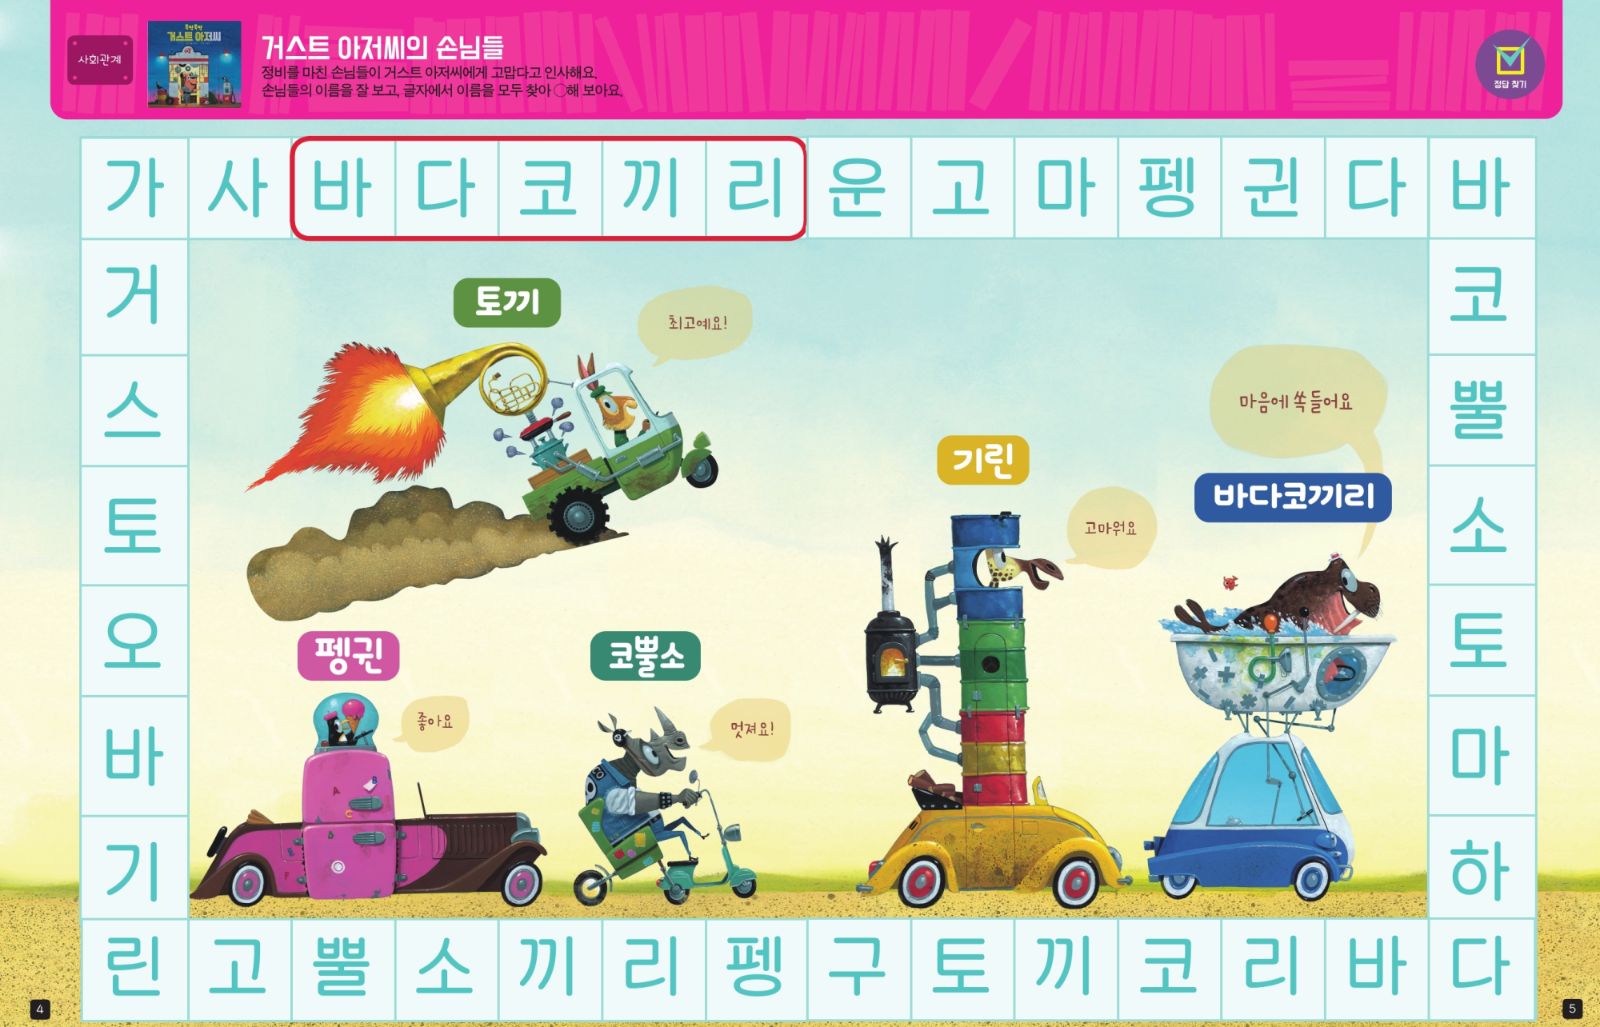 사회관계
뚝딱뚝딱
거스트 아저씨
거스트 아저씨의 손님들
정비를 마친 손님들이 거스트 아저씨에게 고맙다고 인사해요.
손님들의 이름을 잘 보고, 글자에서 이름을 모두 찾아 ○해 보아요.
정답 찾기
가 사 바 다 코 끼 리 운 고 마 펭 귄 다 바
거
스
토
오
바
기
코
뿔
소
토
마
하
토끼
최고예요!
마음에 쏙 들어요
기린
바다코끼리
고마워요
펭귄
코뿔소
좋아요
멋져요!
린 고 뿔 소 끼 리 펭 구 토 끼 코 리 바 다
4
5